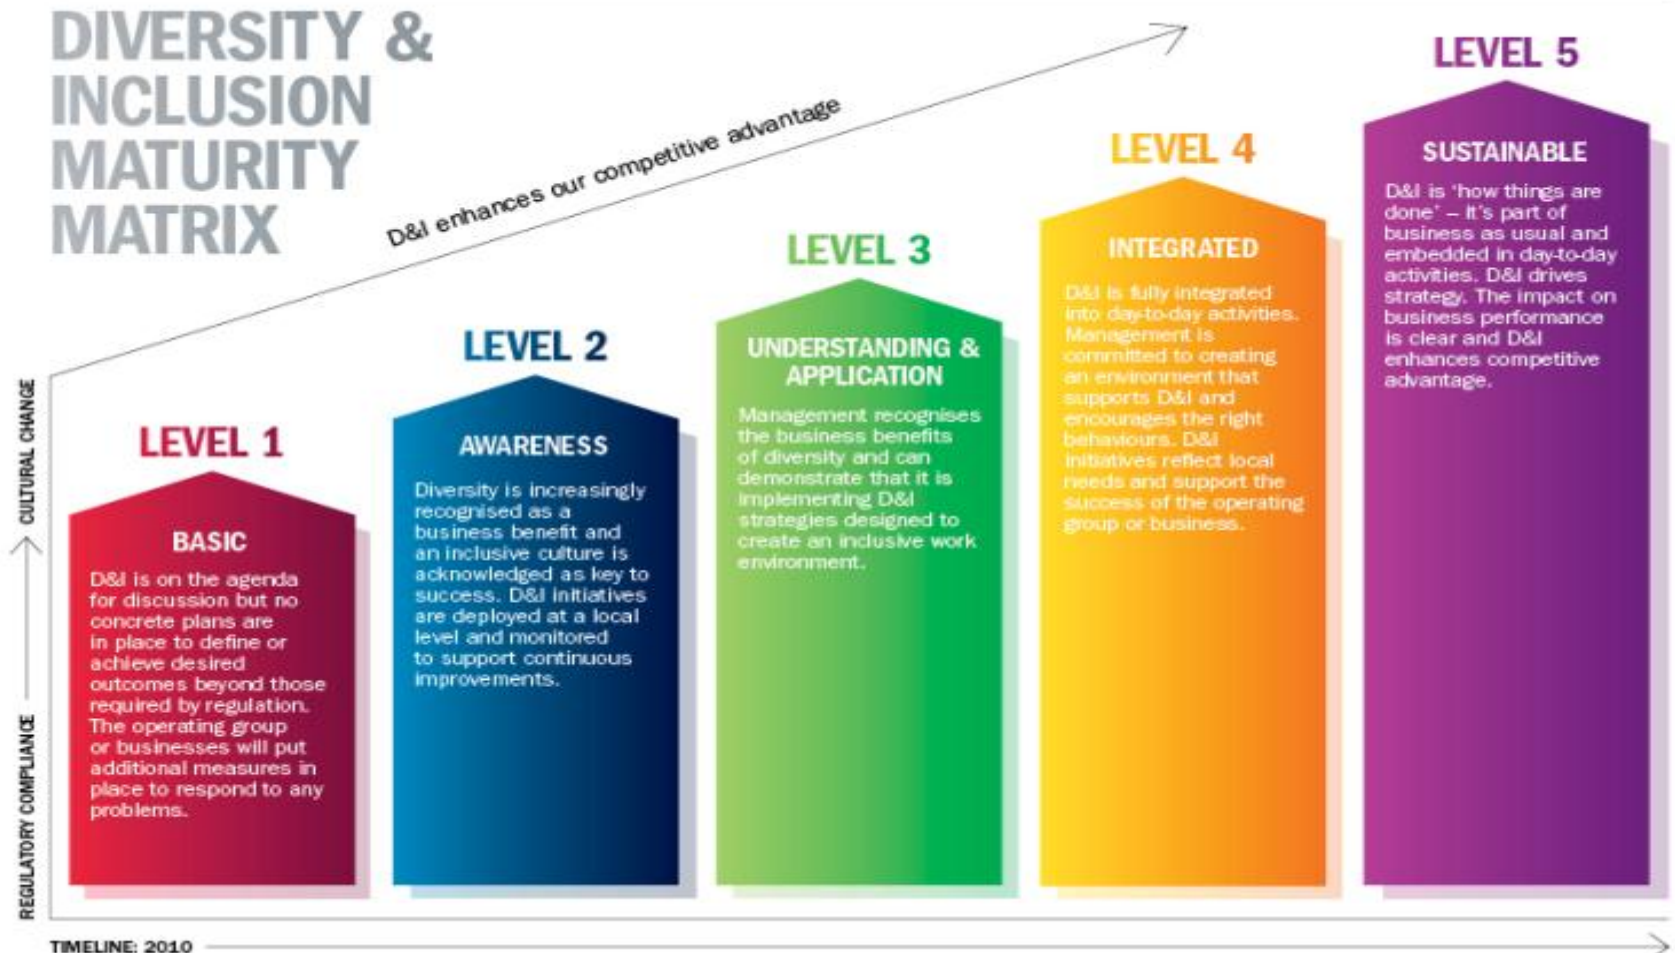 DIVERSITY &
INCLUSION
MATURITY
MATRIX
D&I enhances our competitive advantage
CULTURAL CHANGE
REGULATORY COMPLIANCE
LEVEL 1
BASIC
D&I is on the agenda
for discussion but no
concrete plans are
in place to define or
achieve desired
outcomes beyond those
required by regulation.
The operating group
or businesses will put
additional measures in
place to respond to any
problems.
LEVEL 2
AWARENESS
Diversity is increasingly
recognised as a
business benefit and
an inclusive culture is
acknowledged as key to
success. D&I initiatives
are deployed at a local
level and monitored
to support continuous
improvements.
LEVEL 3
UNDERSTANDING &
APPLICATION
Management recognises
the business benefits
of diversity and can
demonstrate that it is
implementing D&I
strategies designed to
create an inclusive work
environment.
LEVEL 4
INTEGRATED
D&I is fully integrated
into day-to-day activities.
Management is
committed to creating
an environment that
supports D&I and
encourages the right
behaviours. D&I
initiatives reflect local
needs and support the
success of the operating
group or business.
LEVEL 5
SUSTAINABLE
D&I is ‘how things are
done’ – it’s part of
business as usual and
embedded in day-to-day
activities. D&I drives
strategy. The impact on
business performance
is clear and D&I
enhances competitive
advantage.
TIMELINE: 2010